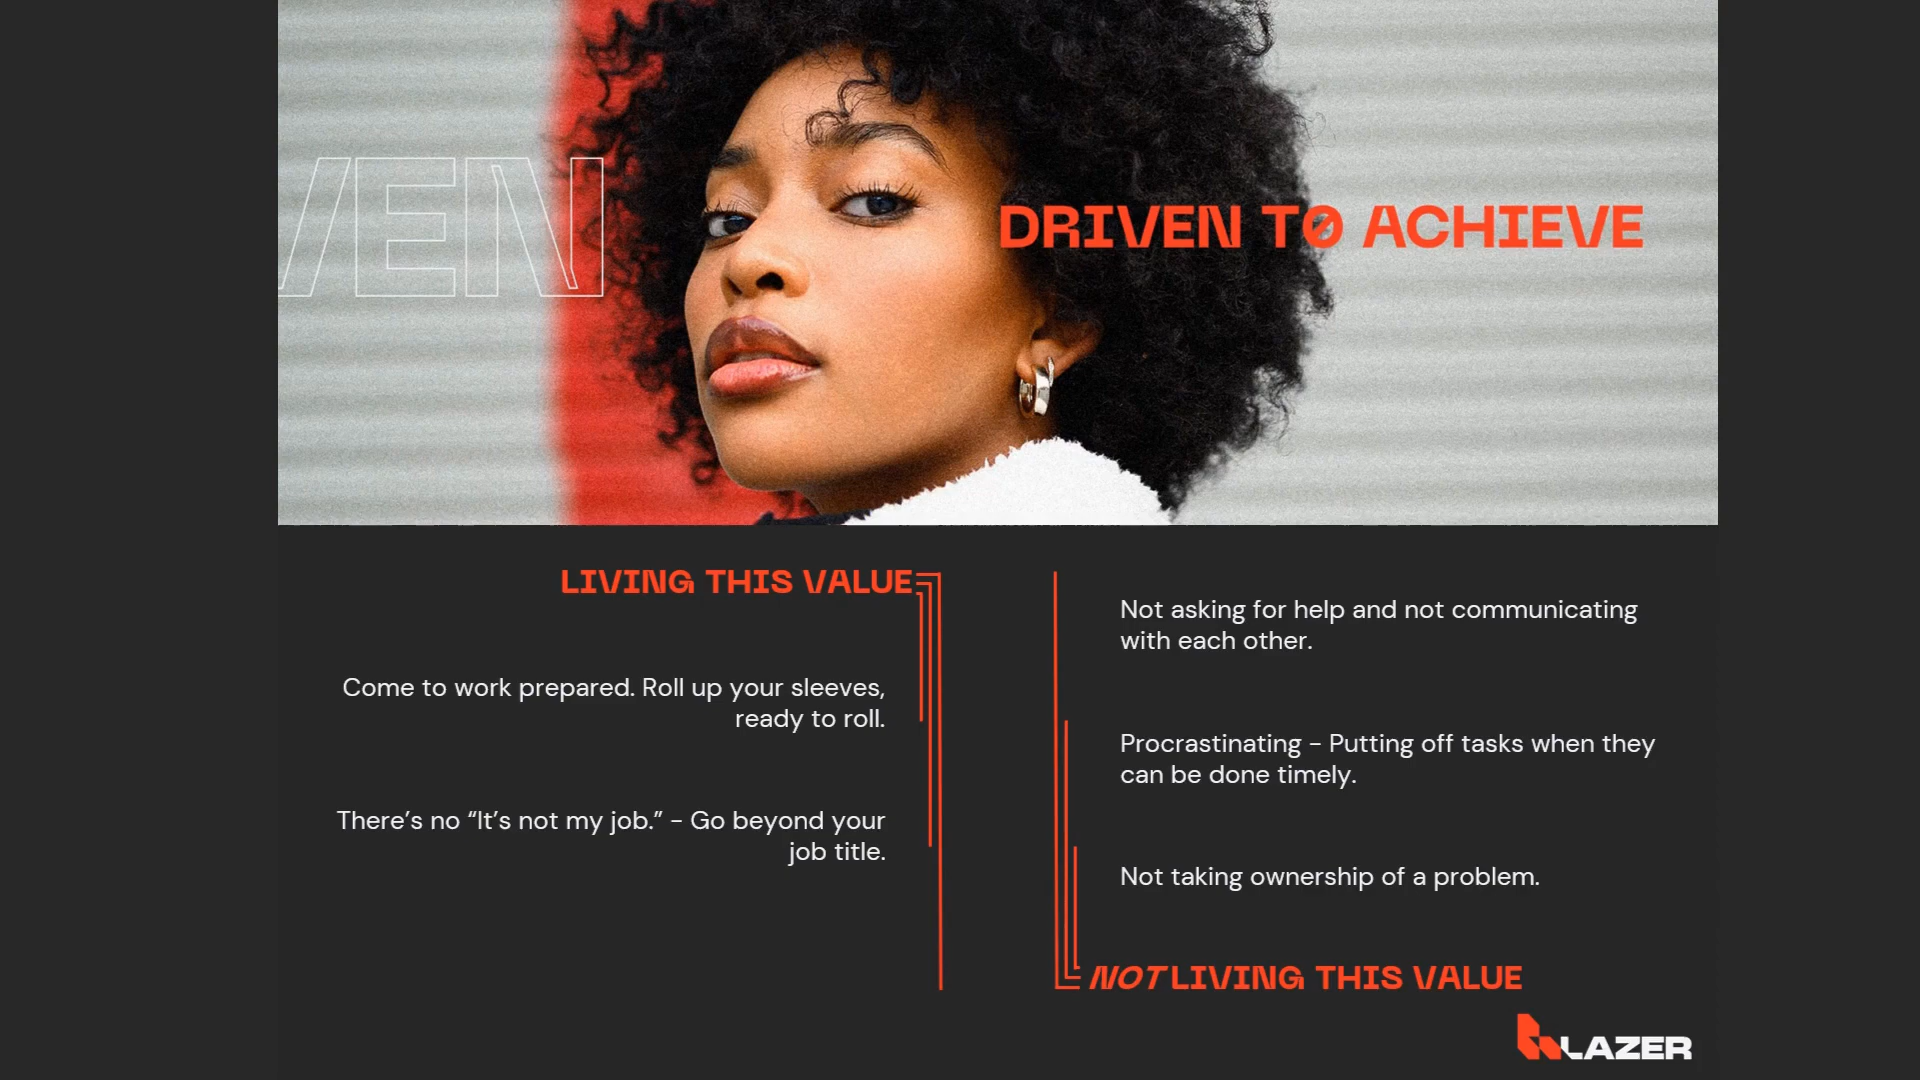 VEN
DRIVEN TO ACHIEVE
LIVING THIS VALUE
Come to work prepared. Roll up your sleeves,
ready to roll.
There’s no “It’s not my job.” – Go beyond your
job title.
Not asking for help and not communicating
with each other.
Procrastinating – Putting off tasks when they
can be done timely.
Not taking ownership of a problem.
NOT LIVING THIS VALUE
LAZER